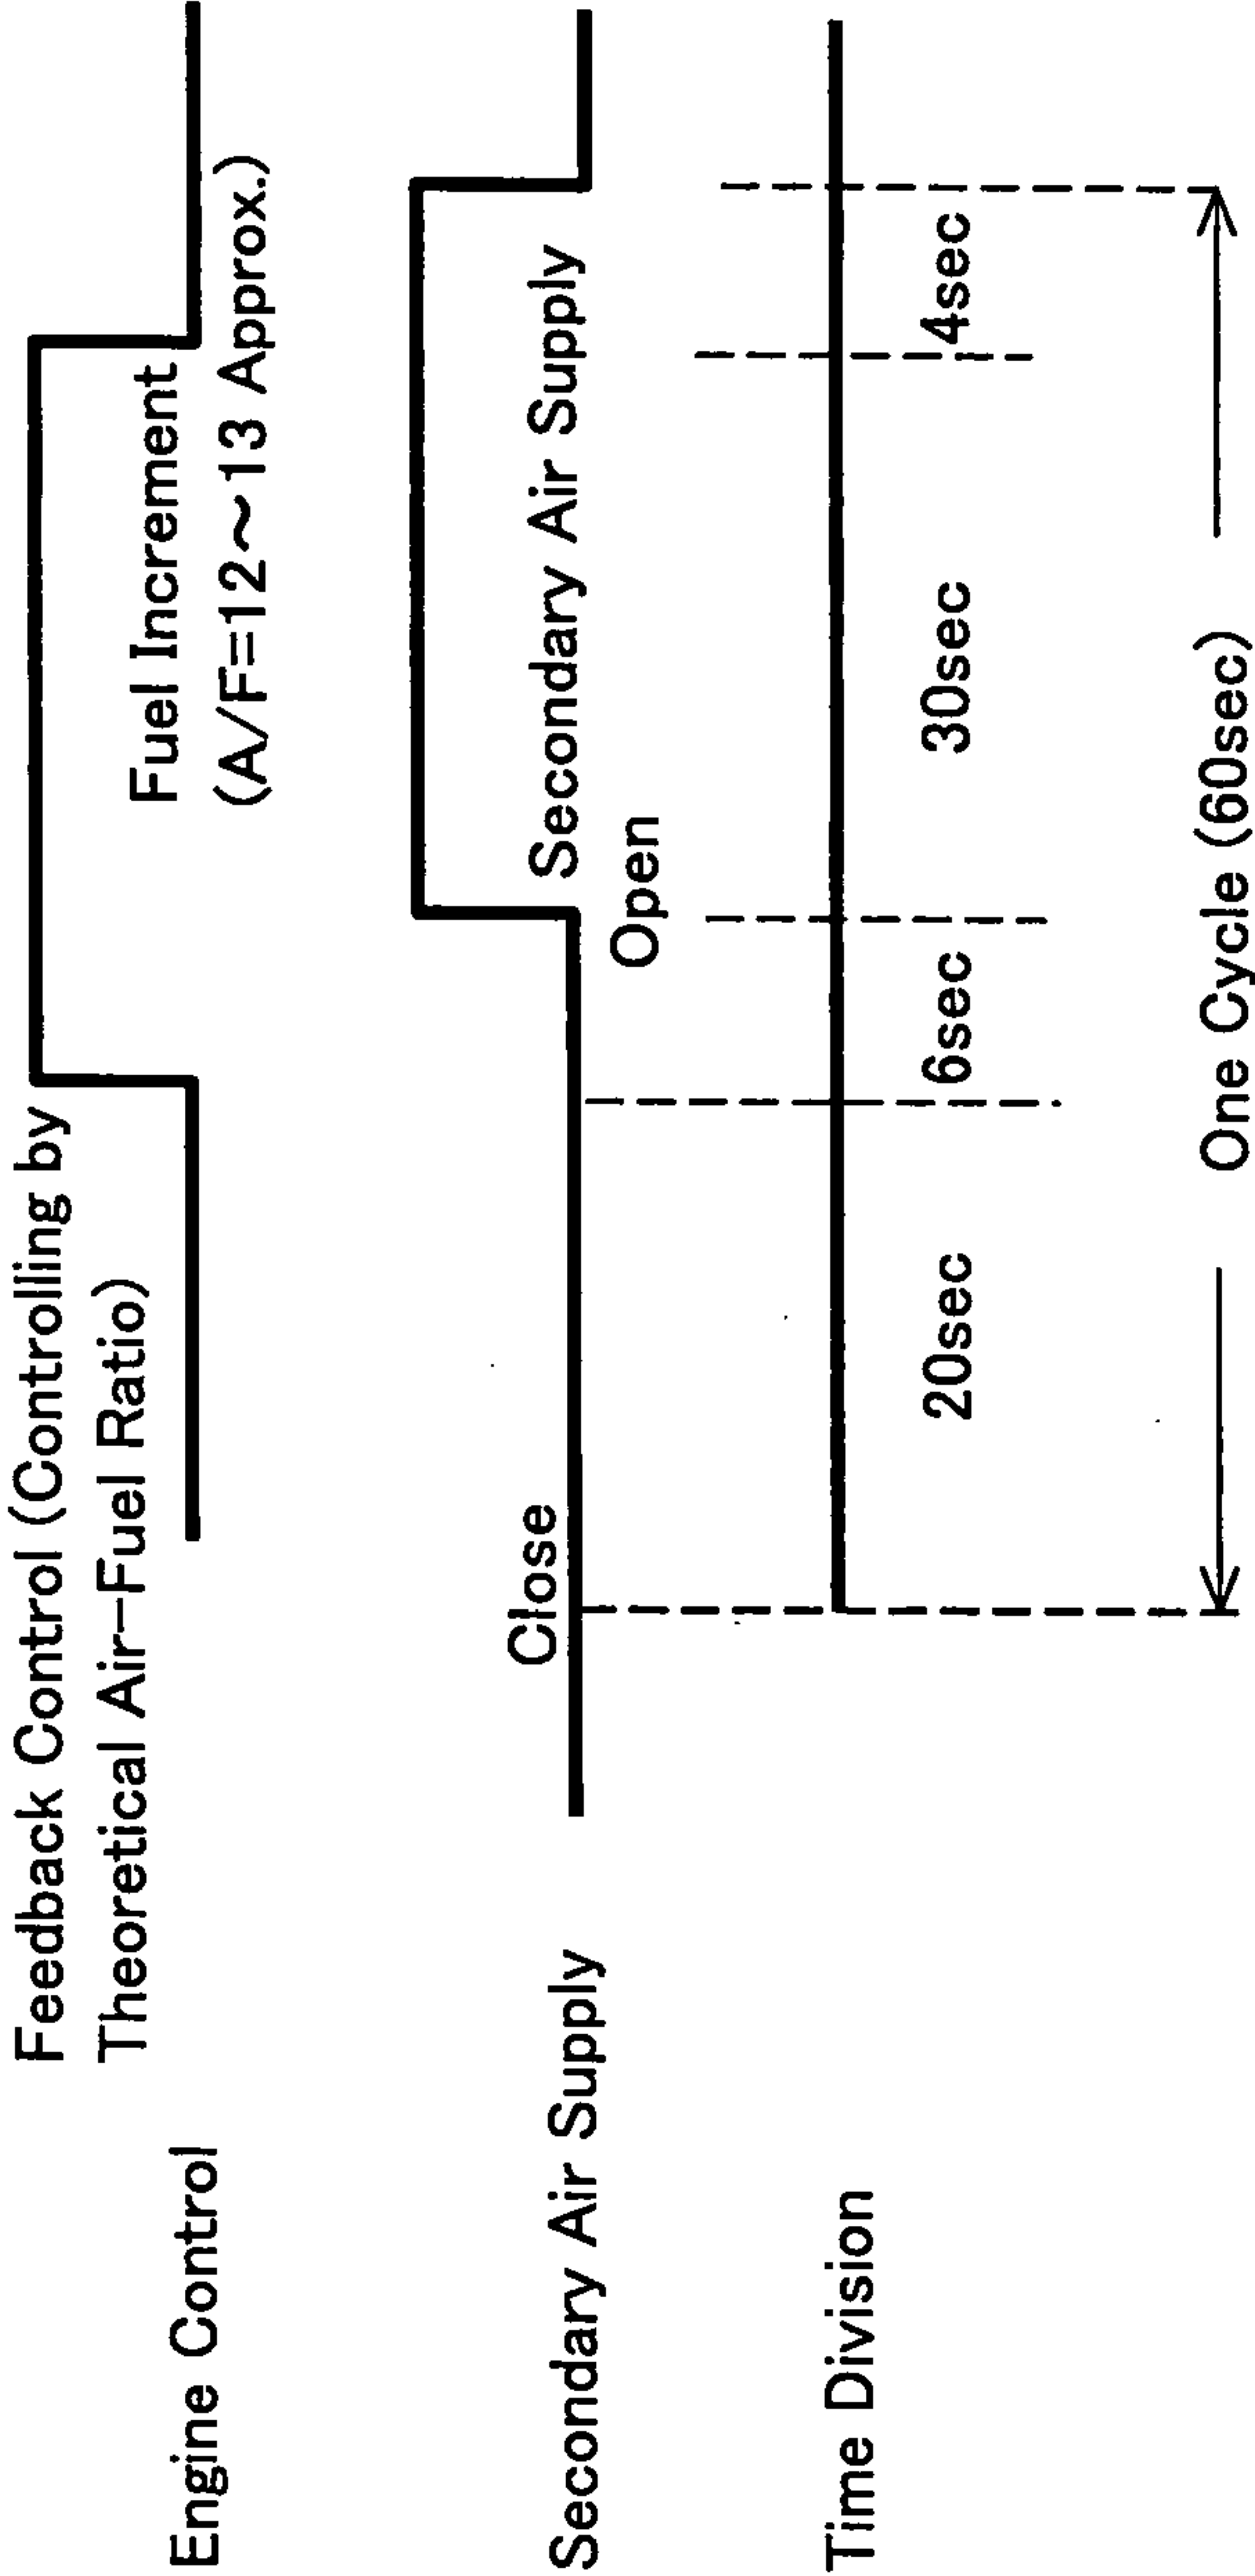 Feedback Control (Controlling by
Theoretical Air-Fuel Ratio)
Engine Control
Fuel Increment
(A/F=12~13 Approx.)
Close
Secondary Air Supply
Secondary Air Supply
Open
Time Division
20sec
6sec
30sec
4sec
One Cycle (60sec)